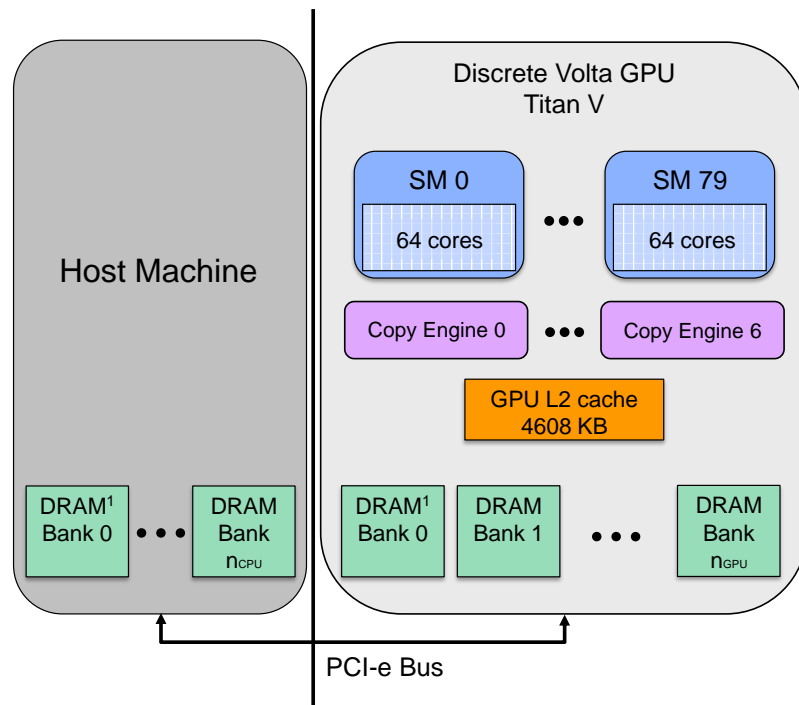 Host Machine
DRAM¹
Bank 0
•••
DRAM
Bank
nCPU
Discrete Volta GPU
Titan V
SM 0
64 cores
•••
SM 79
64 cores
Copy Engine 0
•••
Copy Engine 6
GPU L2 cache
4608 KB
DRAM¹
Bank 0
DRAM
Bank 1
•••
DRAM
Bank
nGPU
PCI-e Bus